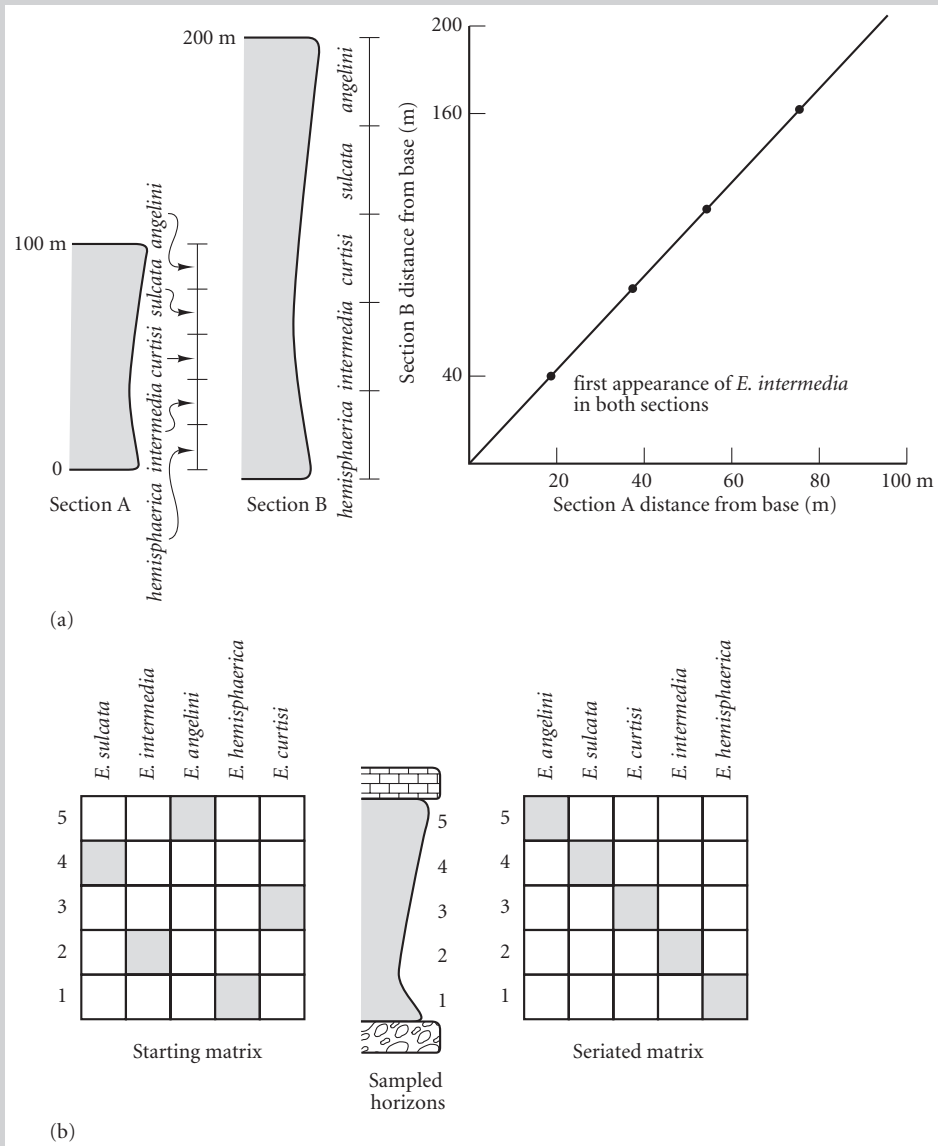 200 m
100 m
0
angelini
sulcata
curtisi
intermedia
hemisphaerica
Section A
angelini
sulcata
curtisi
intermedia
hemisphaerica
Section B
Section B distance from base (m)
200
160
40
first appearance of E. intermedia
in both sections
20 40 60 80 100 m
Section A distance from base (m)
(a)
E. sulcata
E. intermedia
E. angelini
E. hemisphaerica
E. curtisi
5
4
3
2
1
Starting matrix
5
4
3
2
1
Sampled
horizons
E. angelini
E. sulcata
E. curtisi
E. intermedia
E. hemisphaerica
5
4
3
2
1
Seriated matrix
(b)